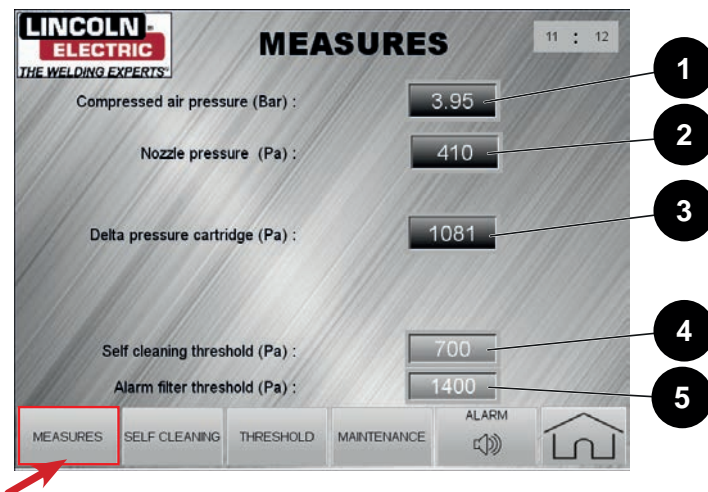 LINCOLN
ELECTRIC
THE WELDING EXPERTS®
MEASURES
11 : 12
Compressed air pressure (Bar) : 3.95
1
Nozzle pressure (Pa) : 410
2
Delta pressure cartridge (Pa) : 1081
3
Self cleaning threshold (Pa) : 700
4
Alarm filter threshold (Pa) : 1400
5
MEASURES SELF CLEANING THRESHOLD MAINTENANCE ALARM